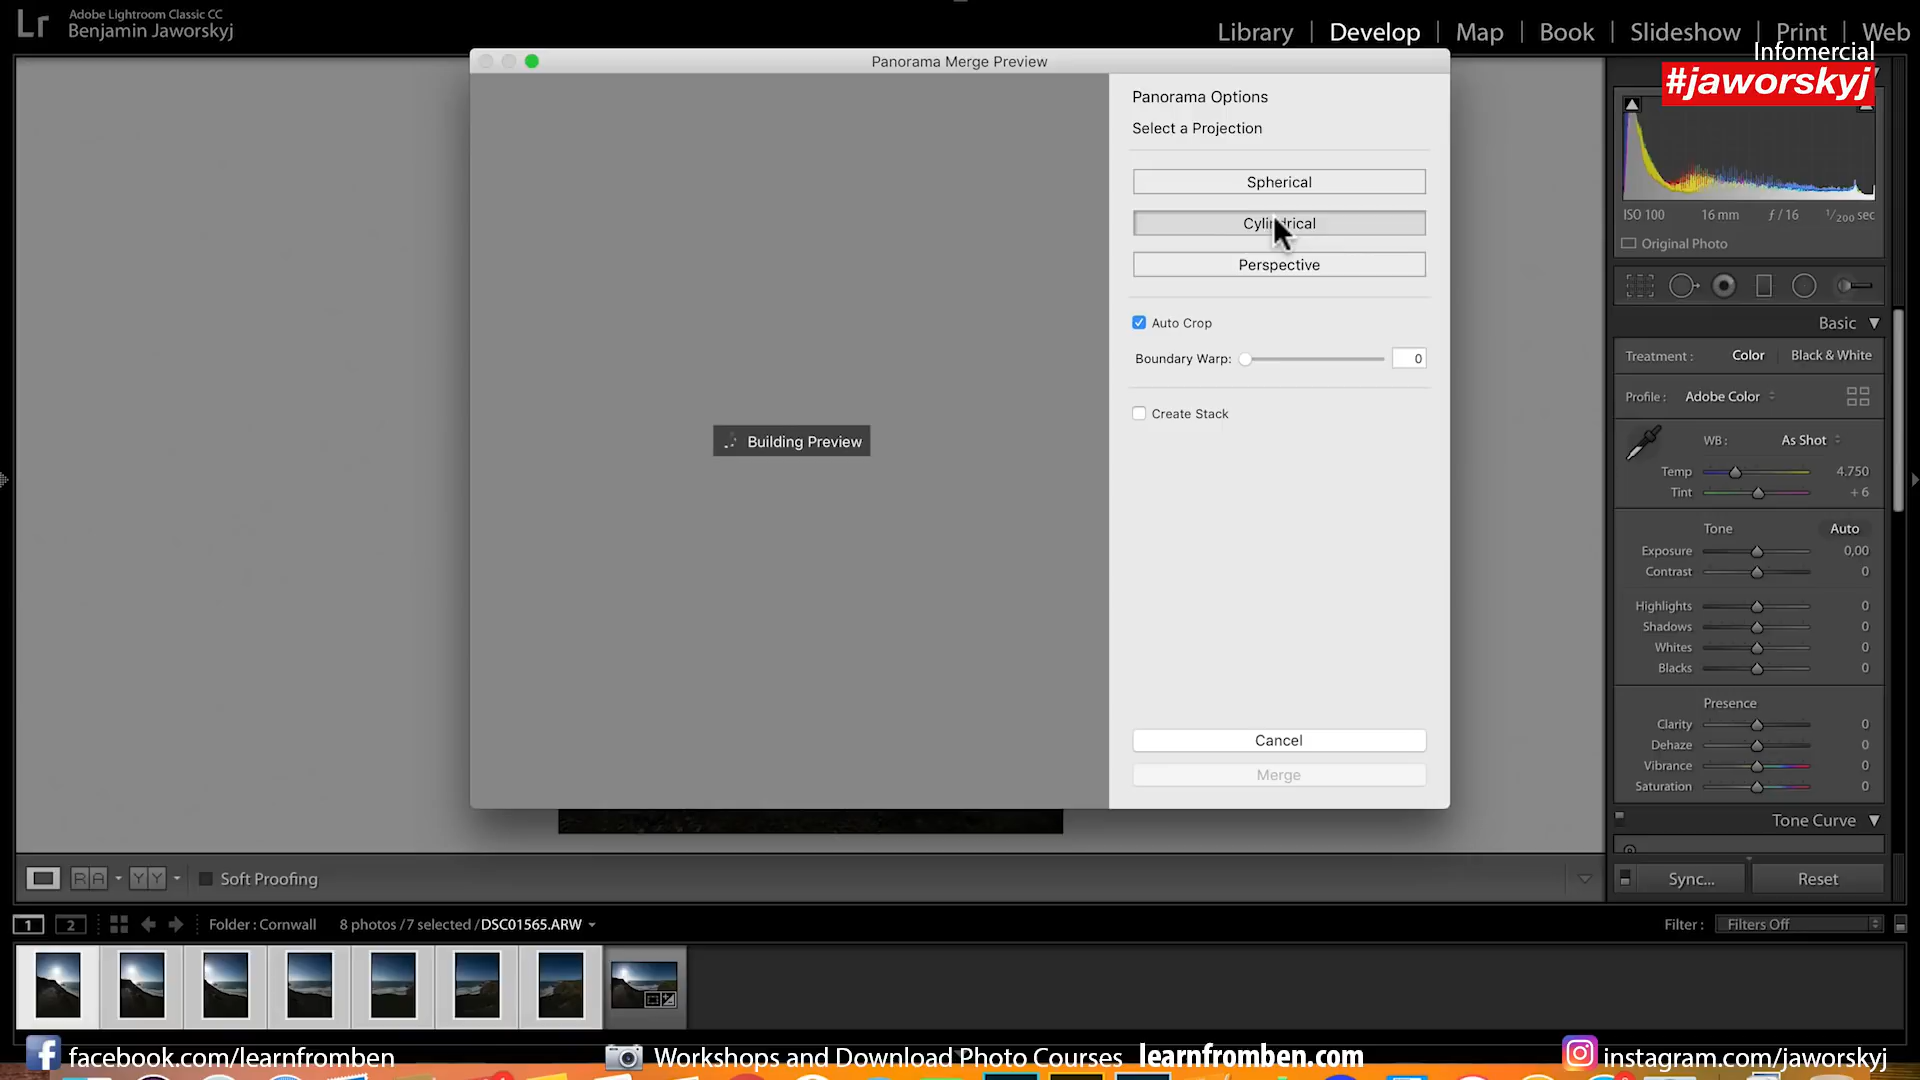 Lr
Adobe Lightroom Classic CC
Benjamin Jaworskyj
Library | Develop | Map | Book | Slideshow | Print | Web
Infomercial
#jaworskyj
Panorama Merge Preview
Panorama Options
Select a Projection
Spherical
Cylindrical
Perspective
Auto Crop
Boundary Warp: 0
Create Stack
Building Preview
Cancel
Merge
ISO 100 16 mm ƒ / 16 1/200 sec
Original Photo
Basic
Treatment : Color Black & White
Profile : Adobe Color
WB : As Shot
Temp 4.750
Tint + 6
Tone Auto
Exposure 0,00
Contrast 0
Highlights 0
Shadows 0
Whites 0
Blacks 0
Presence
Clarity 0
Dehaze 0
Vibrance 0
Saturation 0
Tone Curve
Sync... Reset
RA YY Soft Proofing
1 2 Folder : Cornwall 8 photos / 7 selected / DSC01565.ARW
Filter : Filters Off
facebook.com/learnfromben
Workshops and Download Photo Courses learnfromben.com
instagram.com/jaworskyj